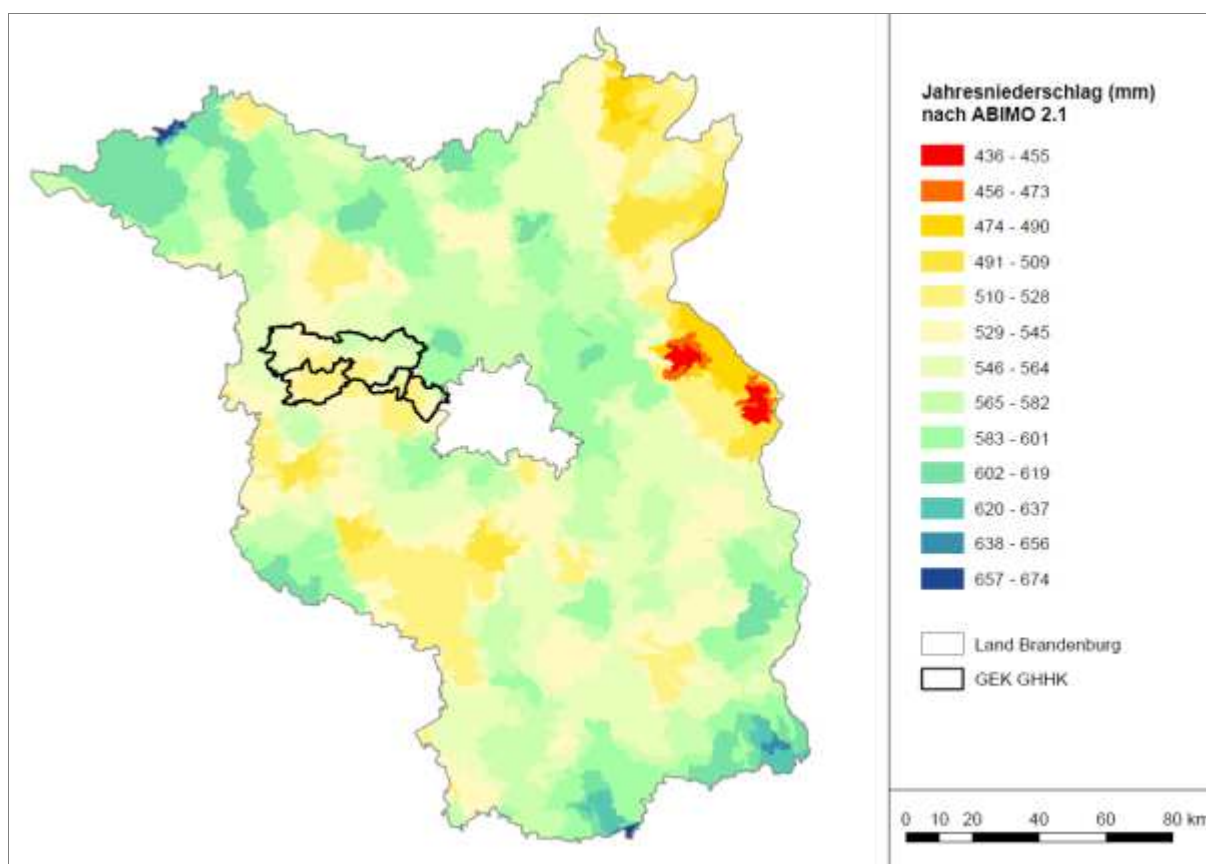 Jahresniederschlag (mm)
nach ABIMO 2.1
436 - 455
456 - 473
474 - 490
491 - 509
510 - 528
529 - 545
546 - 564
565 - 582
583 - 601
602 - 619
620 - 637
638 - 656
657 - 674
Land Brandenburg
GEK GHHK
0 10 20 40 60 80 km